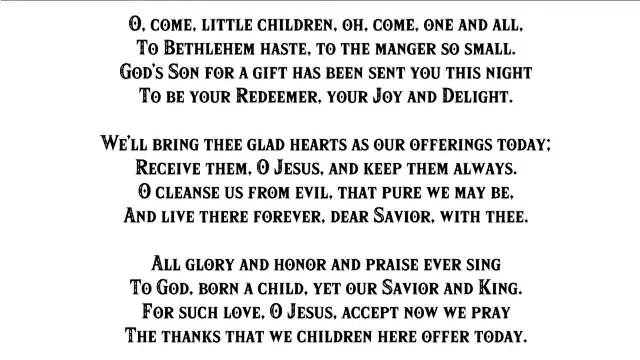 O, come, little children, oh, come, one and all,
To Bethlehem haste, to the manger so small.
God's Son for a gift has been sent you this night
To be your Redeemer, your Joy and Delight.
We'll bring thee glad hearts as our offerings today;
Receive them, O Jesus, and keep them always.
O cleanse us from evil, that pure we may be,
And live there forever, dear Savior, with thee.
All glory and honor and praise ever sing
To God, born a child, yet our Savior and King.
For such love, O Jesus, accept now we pray
The thanks that we children here offer today.